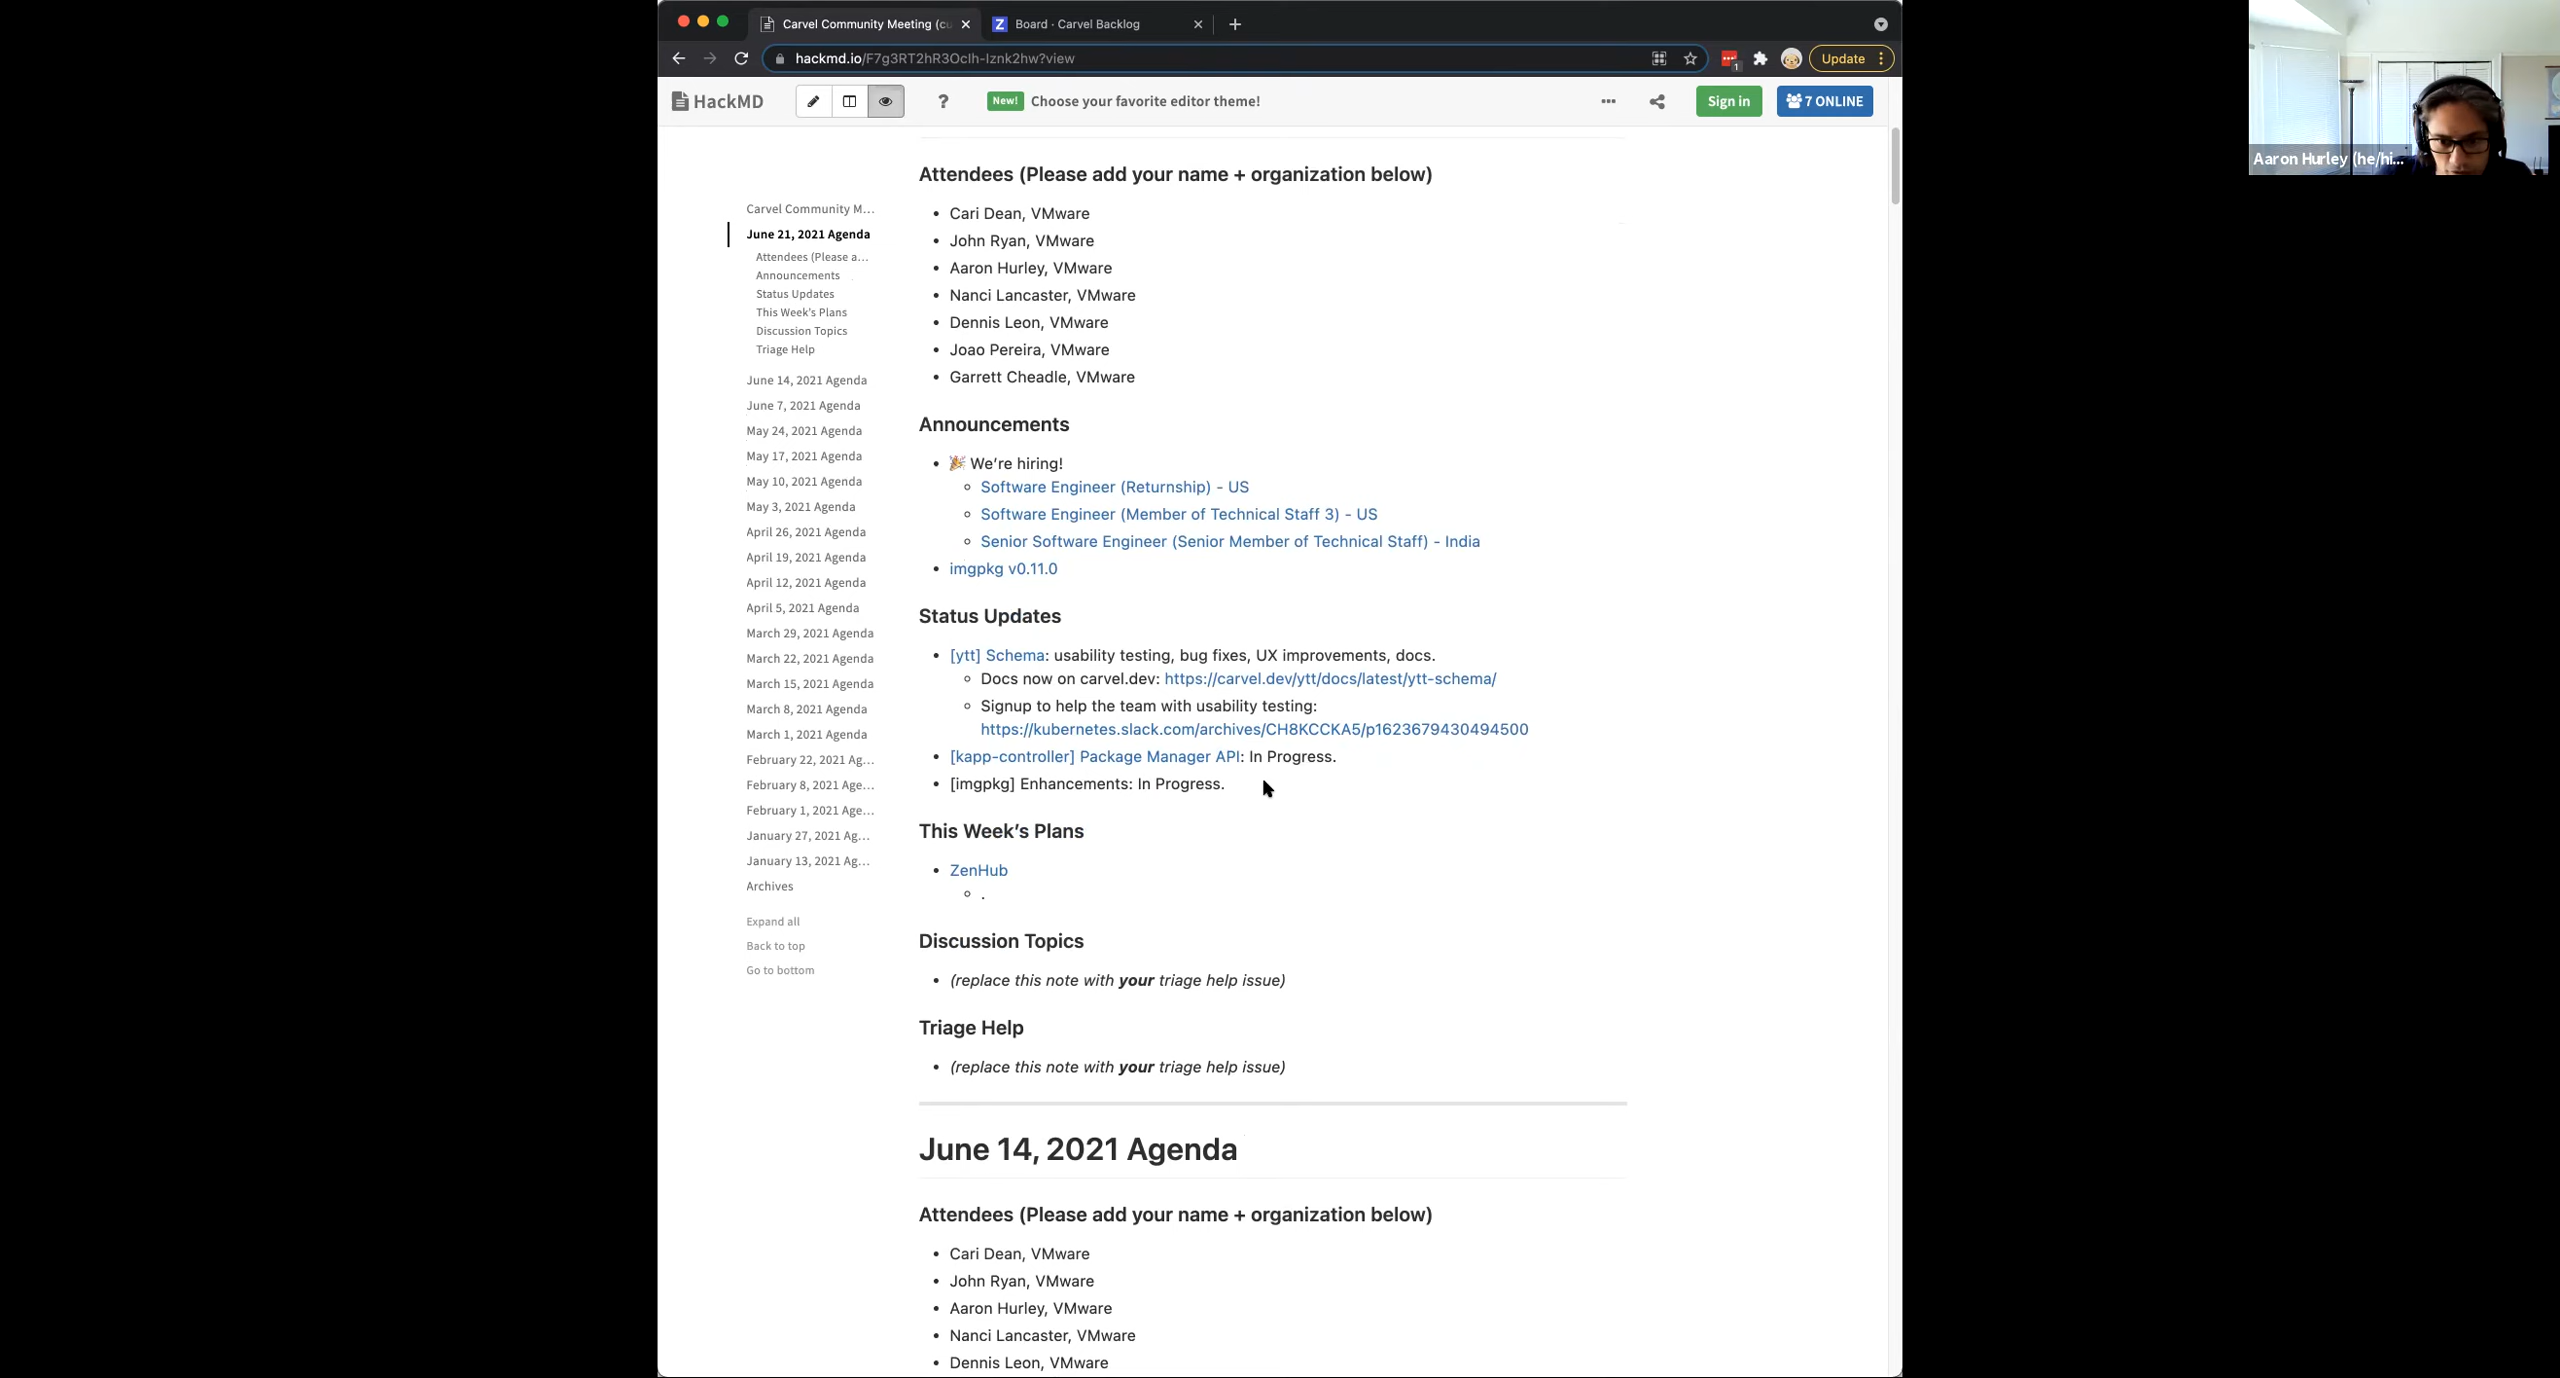 Carvel Community Meeting (cu
Board · Carvel Backlog
hackmd.io/F7g3RT2hR3OcIh-Iznk2hw?view
1
Update
HackMD
?
New!
Choose your favorite editor theme!
Sign in
7 ONLINE
Aaron Hurley (he/hi...
Carvel Community M...
June 21, 2021 Agenda
Attendees (Please a...
Announcements
Status Updates
This Week's Plans
Discussion Topics
Triage Help
June 14, 2021 Agenda
June 7, 2021 Agenda
May 24, 2021 Agenda
May 17, 2021 Agenda
May 10, 2021 Agenda
May 3, 2021 Agenda
April 26, 2021 Agenda
April 19, 2021 Agenda
April 12, 2021 Agenda
April 5, 2021 Agenda
March 29, 2021 Agenda
March 22, 2021 Agenda
March 15, 2021 Agenda
March 8, 2021 Agenda
March 1, 2021 Agenda
February 22, 2021 Ag...
February 8, 2021 Age...
February 1, 2021 Age...
January 27, 2021 Ag...
January 13, 2021 Ag...
Archives
Expand all
Back to top
Go to bottom
Attendees (Please add your name + organization below)
• Cari Dean, VMware
• John Ryan, VMware
• Aaron Hurley, VMware
• Nanci Lancaster, VMware
• Dennis Leon, VMware
• Joao Pereira, VMware
• Garrett Cheadle, VMware
Announcements
• 🎉 We're hiring!
◦ Software Engineer (Returnship) - US
◦ Software Engineer (Member of Technical Staff 3) - US
◦ Senior Software Engineer (Senior Member of Technical Staff) - India
• imgpkg v0.11.0
Status Updates
• [ytt] Schema: usability testing, bug fixes, UX improvements, docs.
◦ Docs now on carvel.dev: https://carvel.dev/ytt/docs/latest/ytt-schema/
◦ Signup to help the team with usability testing:
https://kubernetes.slack.com/archives/CH8KCCKA5/p1623679430494500
• [kapp-controller] Package Manager API: In Progress.
• [imgpkg] Enhancements: In Progress.
This Week's Plans
• ZenHub
◦ .
Discussion Topics
• (replace this note with your triage help issue)
Triage Help
• (replace this note with your triage help issue)
June 14, 2021 Agenda
Attendees (Please add your name + organization below)
• Cari Dean, VMware
• John Ryan, VMware
• Aaron Hurley, VMware
• Nanci Lancaster, VMware
• Dennis Leon, VMware